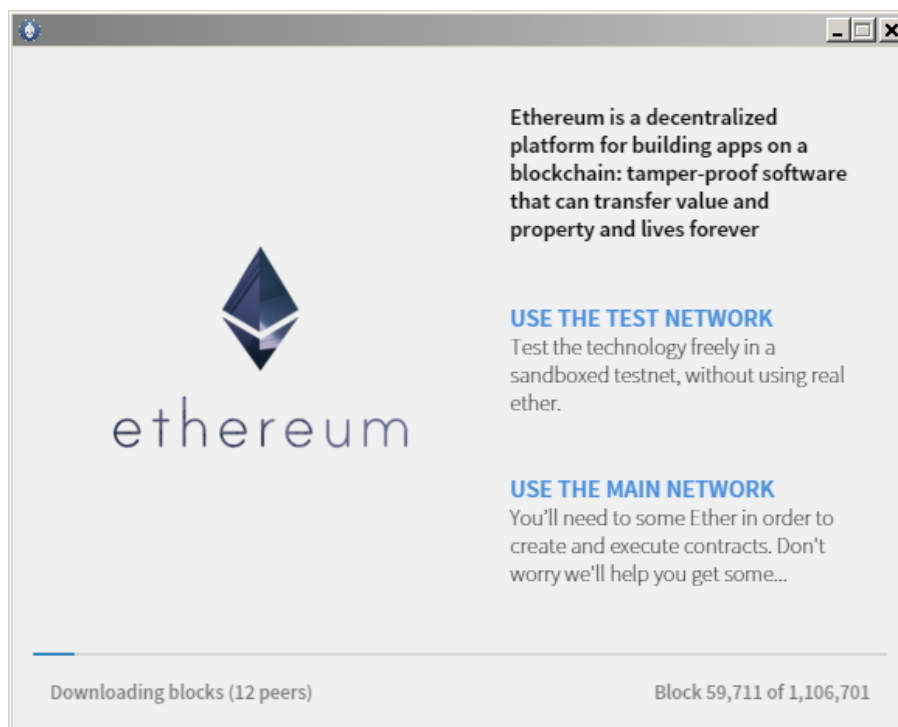 Ethereum is a decentralized
platform for building apps on a
blockchain: tamper-proof software
that can transfer value and
property and lives forever
ethereum
USE THE TEST NETWORK
Test the technology freely in a
sandboxed testnet, without using real
ether.
USE THE MAIN NETWORK
You'll need to some Ether in order to
create and execute contracts. Don't
worry we'll help you get some...
Downloading blocks (12 peers)
Block 59,711 of 1,106,701